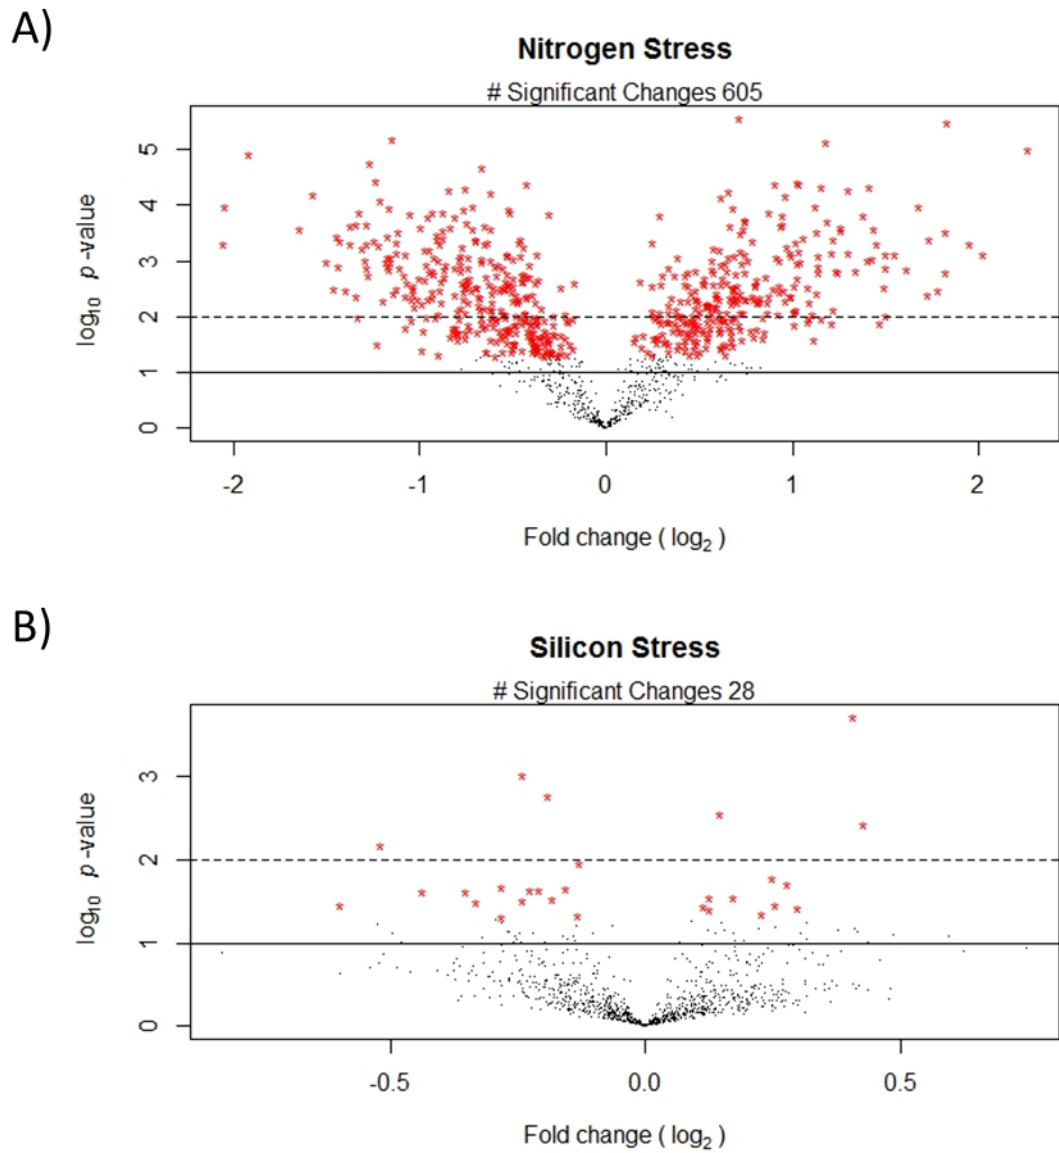 A)
Nitrogen Stress
# Significant Changes 605
5
4
3
2
1
0
log₁₀ p -value
-2 -1 0 1 2
Fold change ( log₂ )
B)
Silicon Stress
# Significant Changes 28
3
2
1
0
log₁₀ p -value
-0.5 0.0 0.5
Fold change ( log₂ )